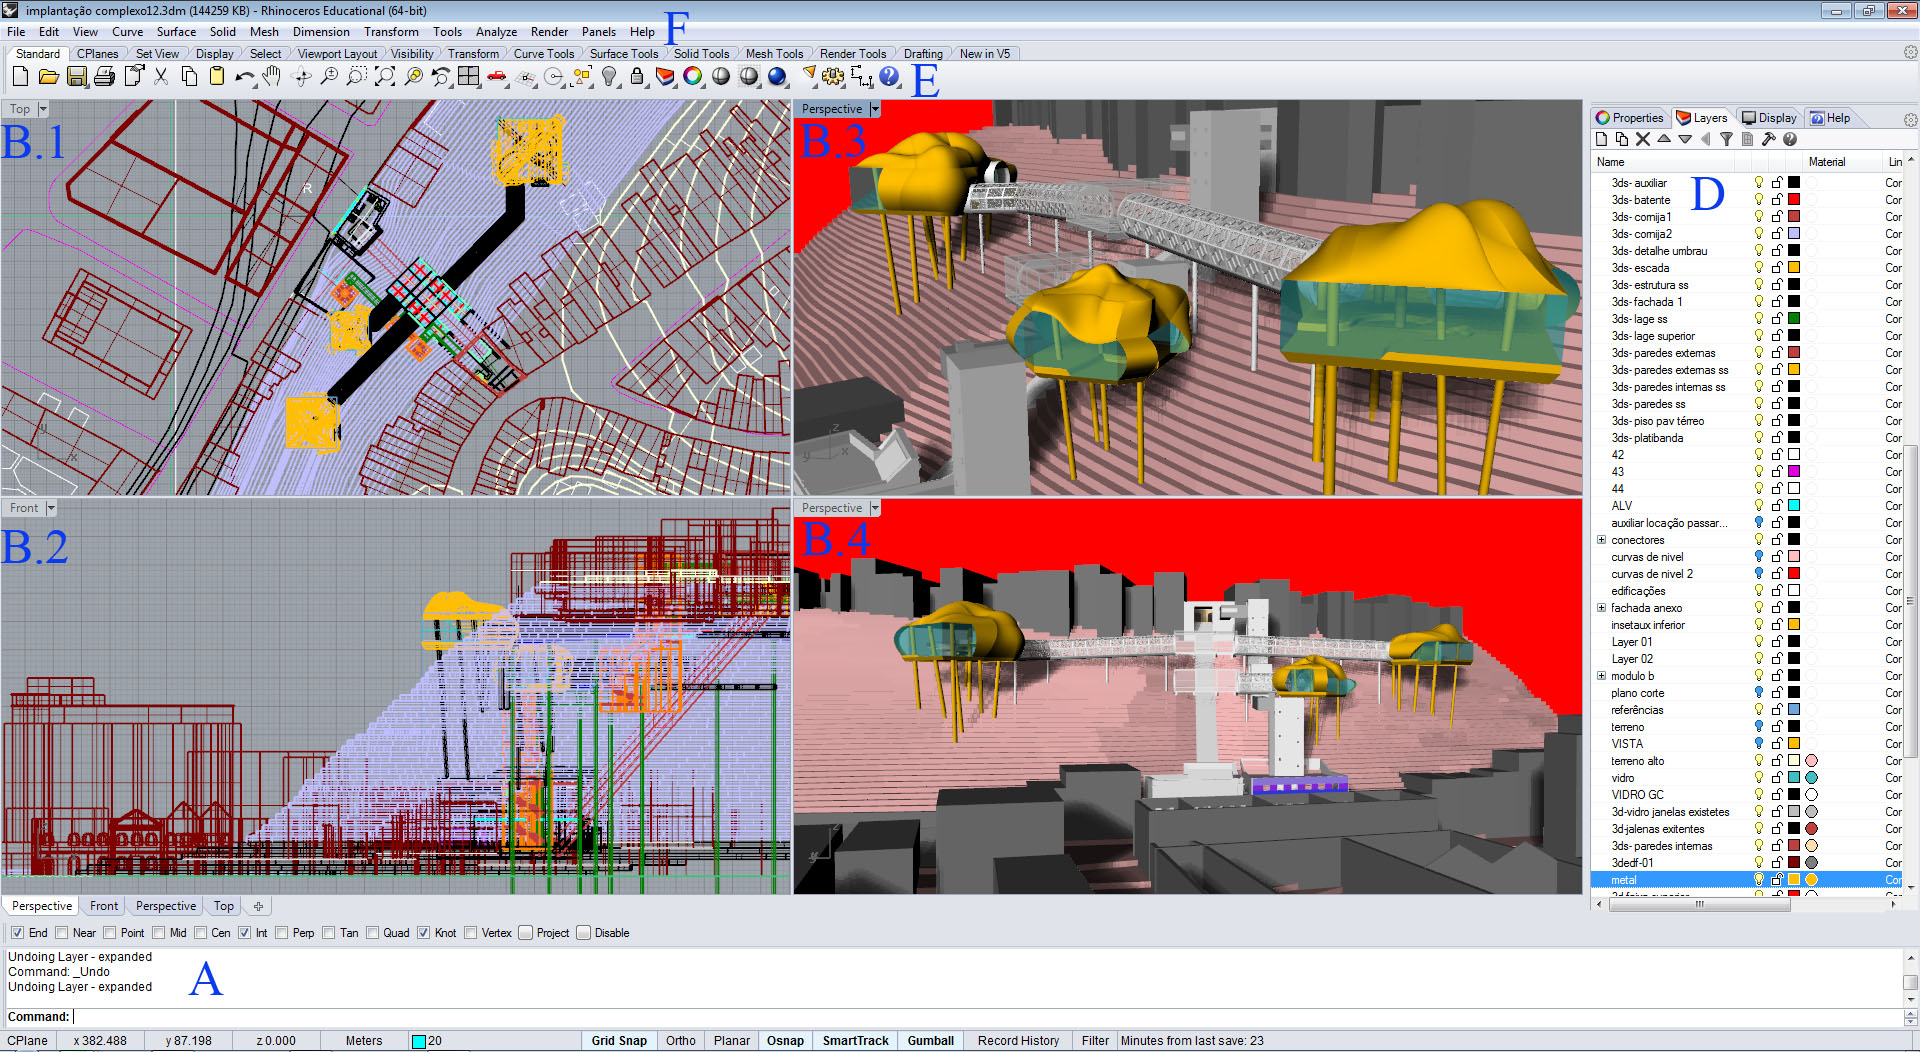 implantação complexo12.3dm (144259 KB) - Rhinoceros Educational (64-bit)
File Edit View Curve Surface Solid Mesh Dimension Transform Tools Analyze Render Panels Help F
Standard CPlanes Set View Display Select Viewport Layout Visibility Transform Curve Tools Surface Tools Solid Tools Mesh Tools Render Tools Drafting New in V5
E
Top
B.1
R
y
x
Perspective
B.3
z
y x
Front
B.2
Perspective
B.4
z
y
Properties Layers Display Help
Name Material Lin
D
3ds- auxiliar Cor
3ds- batente Cor
3ds- cornija1 Cor
3ds- cornija2 Cor
3ds- detalhe umbrau Cor
3ds- escada Cor
3ds- estrutura ss Cor
3ds- fachada 1 Cor
3ds- lage ss Cor
3ds- lage superior Cor
3ds- paredes externas Cor
3ds- paredes externas ss Cor
3ds- paredes internas ss Cor
3ds- paredes ss Cor
3ds- piso pav térreo Cor
3ds- platibanda Cor
42 Cor
43 Cor
44 Cor
ALV Cor
auxiliar locação passar... Cor
conectores Cor
curvas de nivel Cor
curvas de nivel 2 Cor
edificações Cor
fachada anexo Cor
insetaux inferior Cor
Layer 01 Cor
Layer 02 Cor
modulo b Cor
plano corte Cor
referências Cor
terreno Cor
VISTA Cor
terreno alto Cor
vidro Cor
VIDRO GC Cor
3d-vidro janelas existetes Cor
3d-jalenas exitentes Cor
3ds- paredes internas Cor
3dedf-01 Cor
metal Cor
Perspective Front Perspective Top
End Near Point Mid Cen Int Perp Tan Quad Knot Vertex Project Disable
Undoing Layer - expanded
Command: _Undo
Undoing Layer - expanded
A
Command:
CPlane x 382.488 y 87.198 z 0.000 Meters 20 Grid Snap Ortho Planar Osnap SmartTrack Gumball Record History Filter Minutes from last save: 23